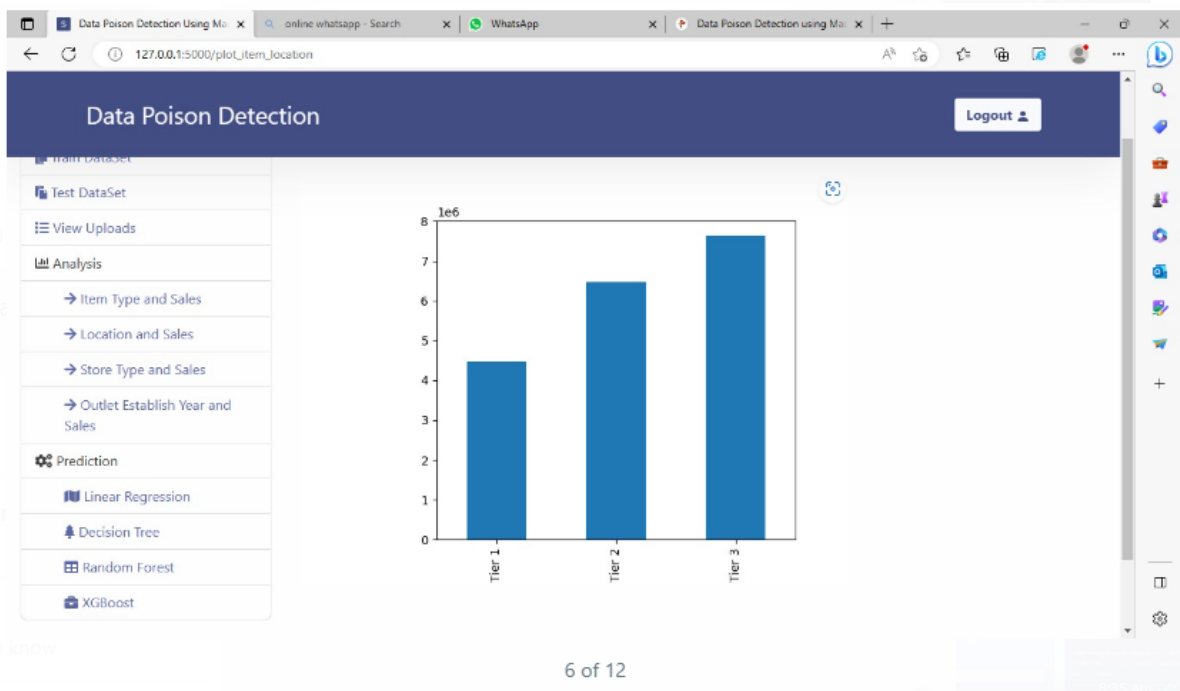 Data Poison Detection Using Ma
online whatsapp - Search
WhatsApp
Data Poison Detection using Ma
127.0.0.1:5000/plot_item_location
Data Poison Detection
Logout
Train DataSet
Test DataSet
View Uploads
Analysis
→ Item Type and Sales
→ Location and Sales
→ Store Type and Sales
→ Outlet Establish Year and
Sales
Prediction
Linear Regression
Decision Tree
Random Forest
XGBoost
1e6
8
7
6
5
4
3
2
1
0
Tier 1
Tier 2
Tier 3
6 of 12